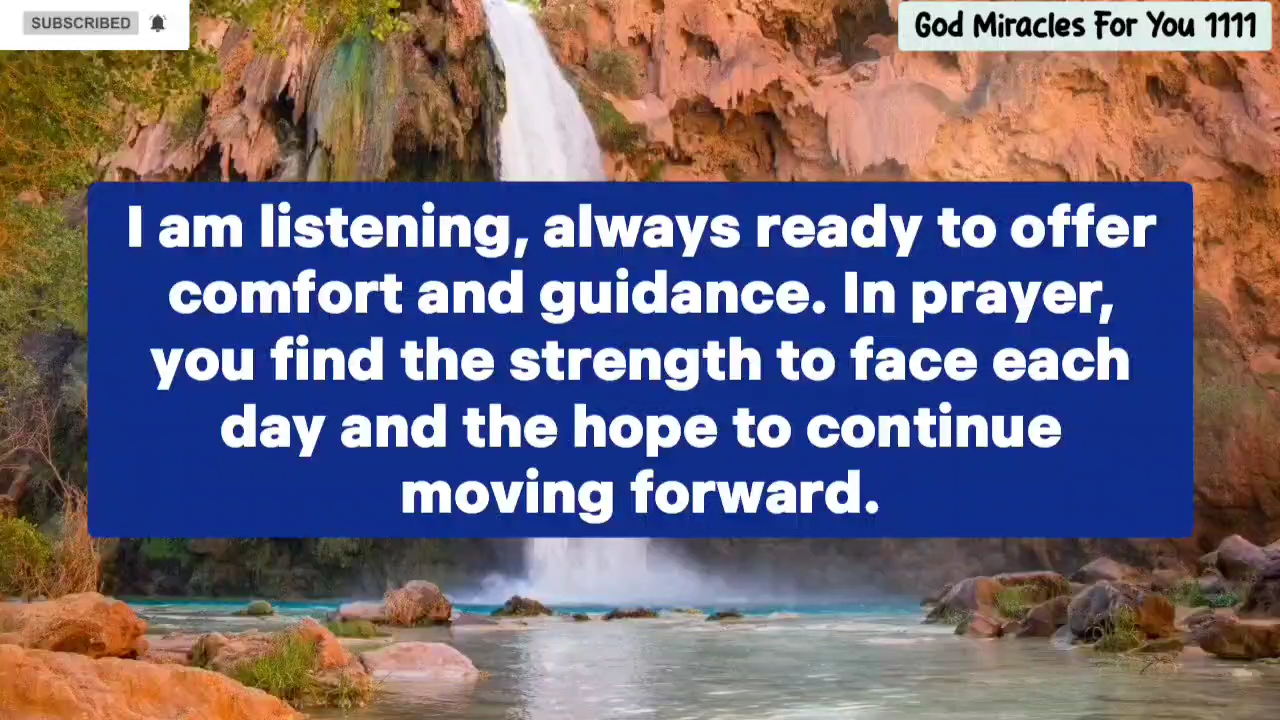 SUBSCRIBED
God Miracles For You 1111
I am listening, always ready to offer
comfort and guidance. In prayer,
you find the strength to face each
day and the hope to continue
moving forward.